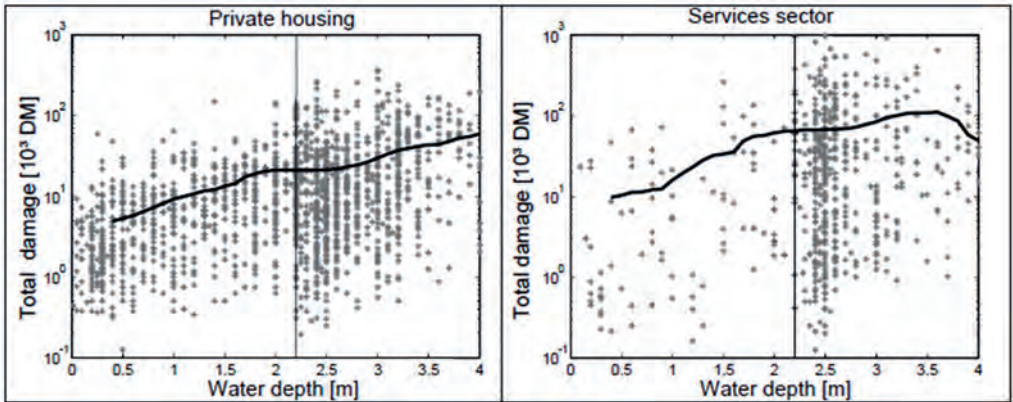 Private housing
Total damage [10³ DM]
10³
10²
10¹
10⁰
10⁻¹
0 0.5 1 1.5 2 2.5 3 3.5 4
Water depth [m]
Services sector
Total damage [10³ DM]
10³
10²
10¹
10⁰
10⁻¹
0 0.5 1 1.5 2 2.5 3 3.5 4
Water depth [m]